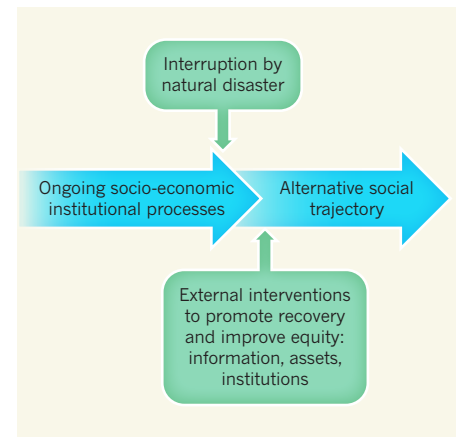 Interruption by
natural disaster
Ongoing socio-economic
institutional processes
Alternative social
trajectory
External interventions
to promote recovery
and improve equity:
information, assets,
institutions